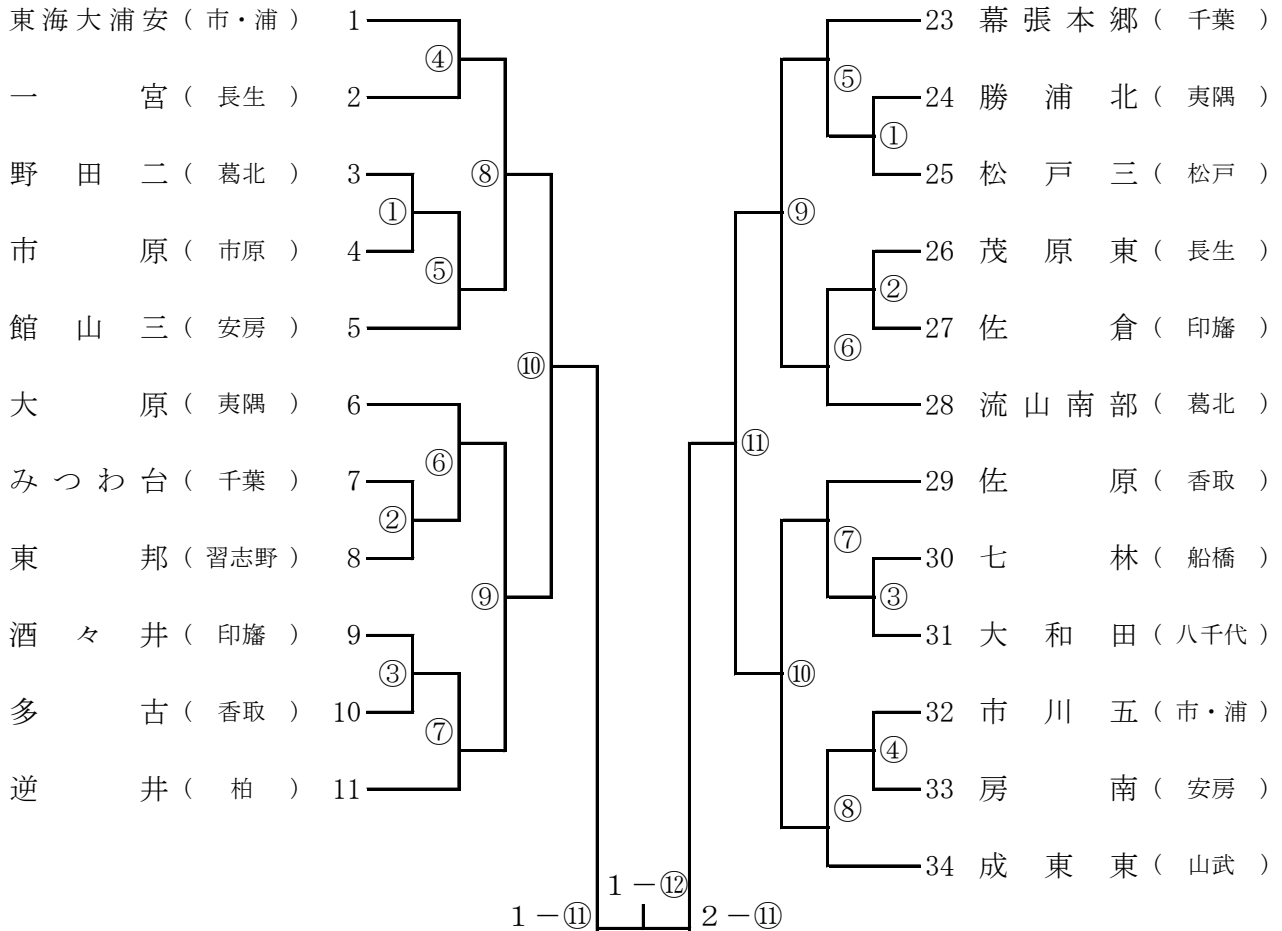 東海大浦安（市・浦） 1
④
一宮（長生） 2
野田二（葛北） 3
⑧
①
市原（市原） 4
⑤
館山三（安房） 5
⑩
大原（夷隅） 6
⑥
みつわ台（千葉） 7
②
東邦（習志野） 8
⑨
酒々井（印旛） 9
③
多古（香取） 10
⑦
逆井（柏） 11
23 幕張本郷（千葉）
⑤
24 勝浦北（夷隅）
①
25 松戸三（松戸）
⑨
26 茂原東（長生）
②
27 佐倉（印旛）
⑥
28 流山南部（葛北）
⑪
29 佐原（香取）
⑦
30 七林（船橋）
③
31 大和田（八千代）
⑩
32 市川五（市・浦）
④
33 房南（安房）
⑧
34 成東東（山武）
1－⑫
1－⑪ 2－⑪